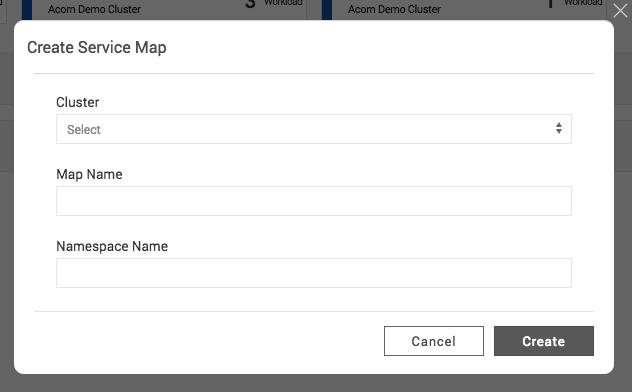 3 Workload
Acorn Demo Cluster
1 Workload
Acorn Demo Cluster
Create Service Map
Cluster
Select
Map Name
Namespace Name
Cancel
Create